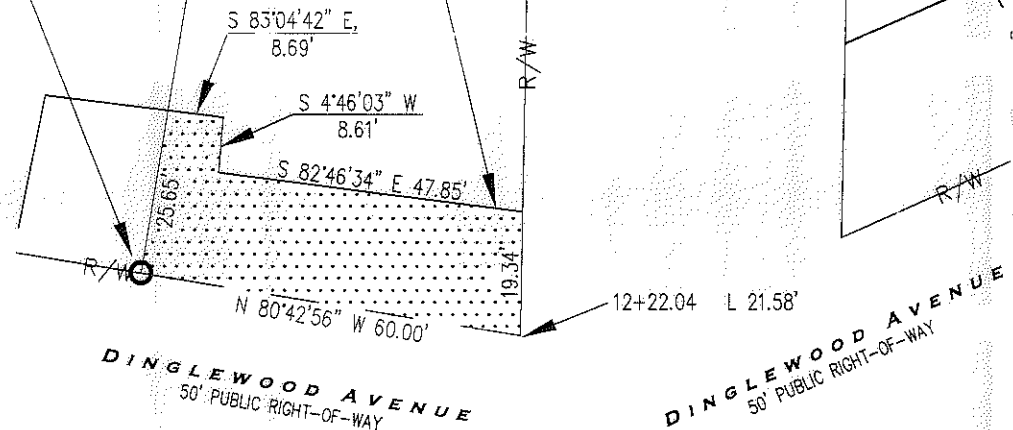 S 83°04'42" E,
8.69'
R/W
S 4°46'03" W
8.61'
S 82°46'34" E 47.85'
25.65'
R/W
19.34'
R/W
N 80°42'56" W 60.00'
12+22.04 L 21.58'
DINGLEWOOD AVENUE
50' PUBLIC RIGHT-OF-WAY
DINGLEWOOD AVENUE
50' PUBLIC RIGHT-OF-WAY